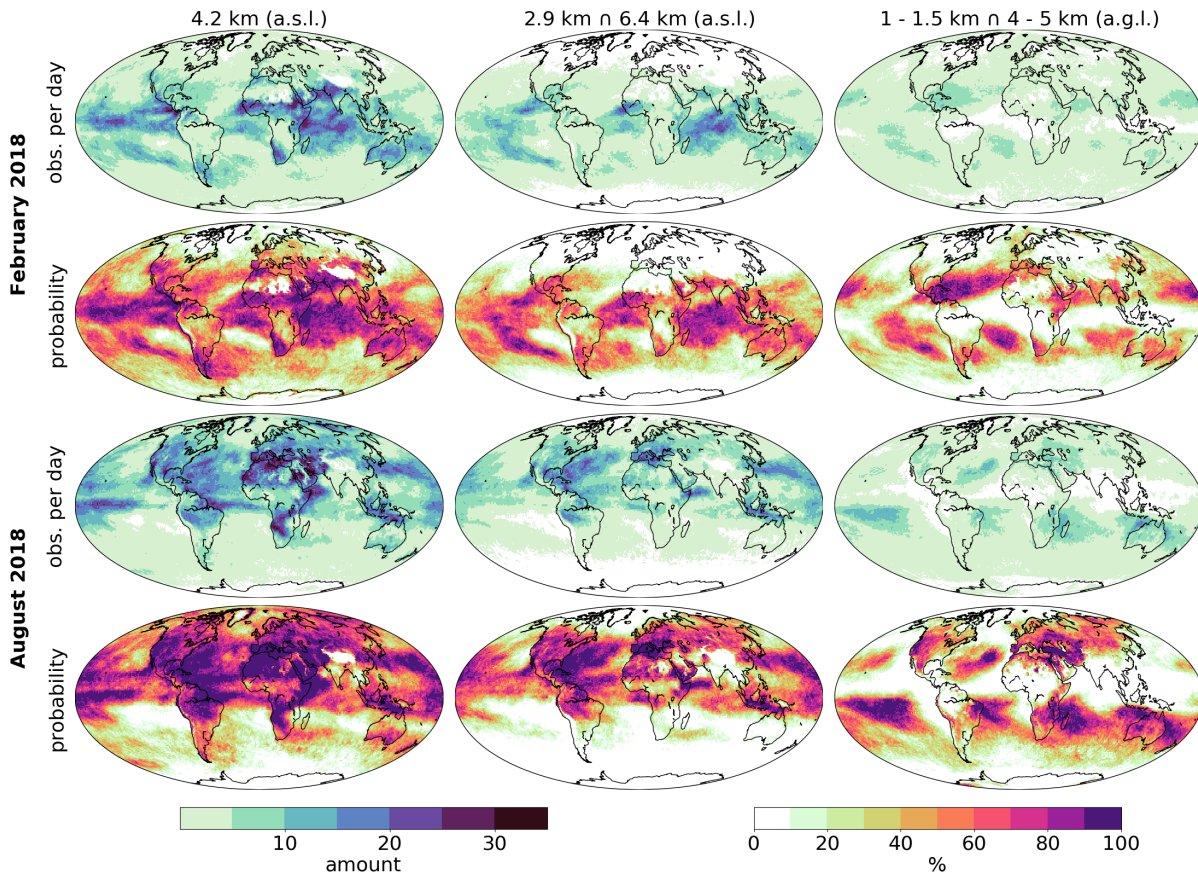 4.2 km (a.s.l.)
2.9 km ∩ 6.4 km (a.s.l.)
1 - 1.5 km ∩ 4 - 5 km (a.g.l.)
February 2018
obs. per day
probability
August 2018
obs. per day
probability
10 20 30
amount
0 20 40 60 80 100
%